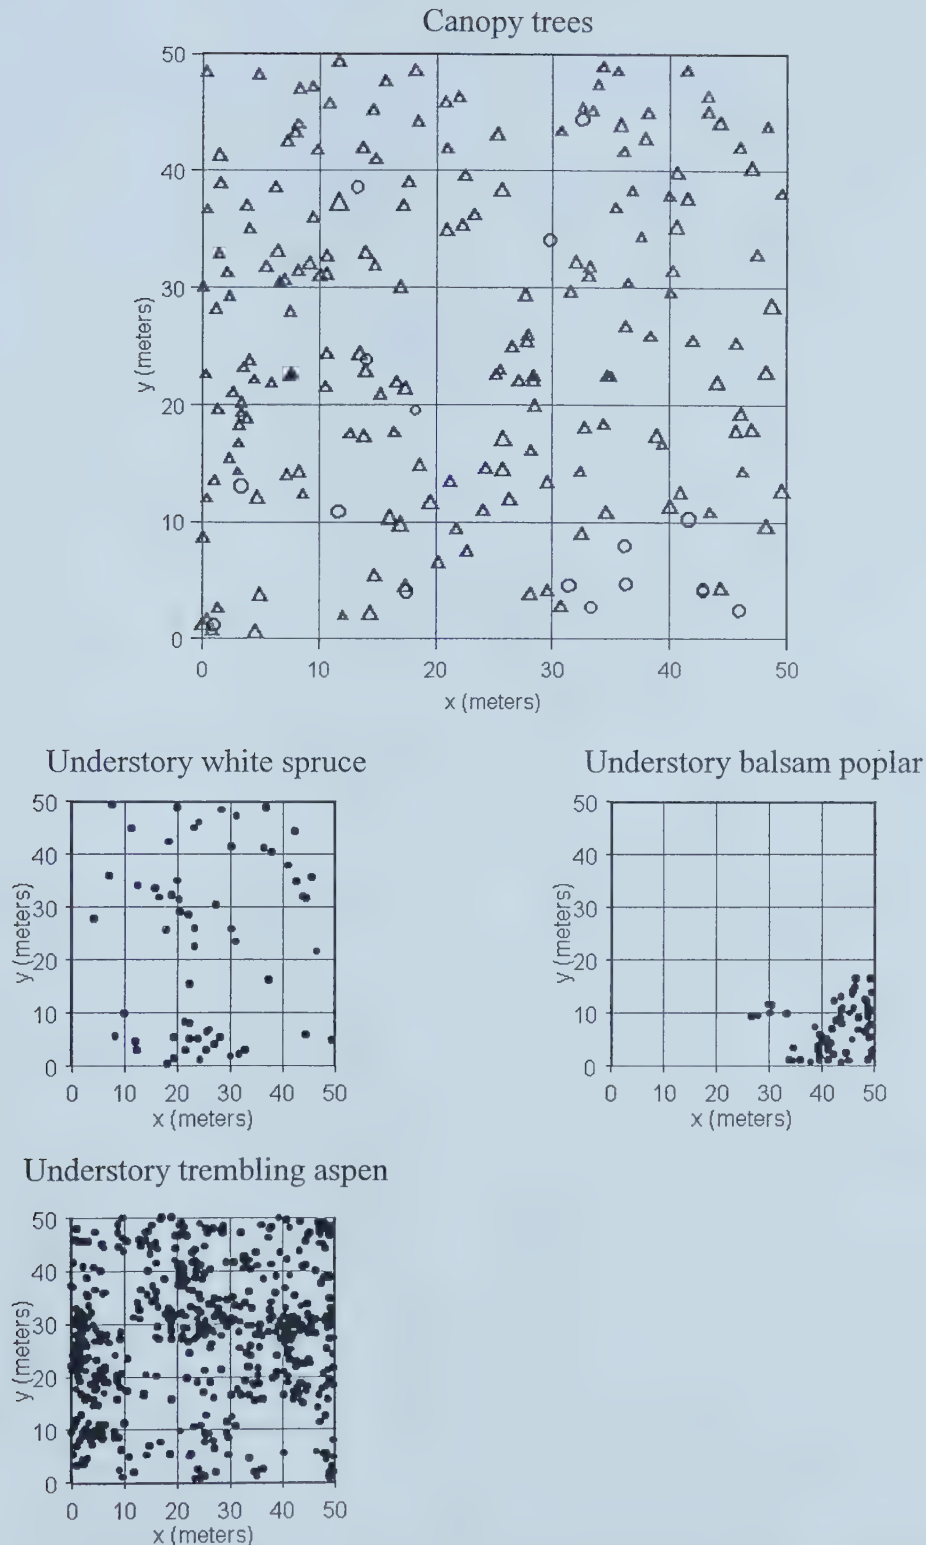 Canopy trees
50
40
30
20
10
0
y (meters)
0 10 20 30 40 50
x (meters)
Understory white spruce
50
40
30
20
10
0
y (meters)
0 10 20 30 40 50
x (meters)
Understory balsam poplar
50
40
30
20
10
0
y (meters)
0 10 20 30 40 50
x (meters)
Understory trembling aspen
50
40
30
20
10
0
y (meters)
0 10 20 30 40 50
x (meters)